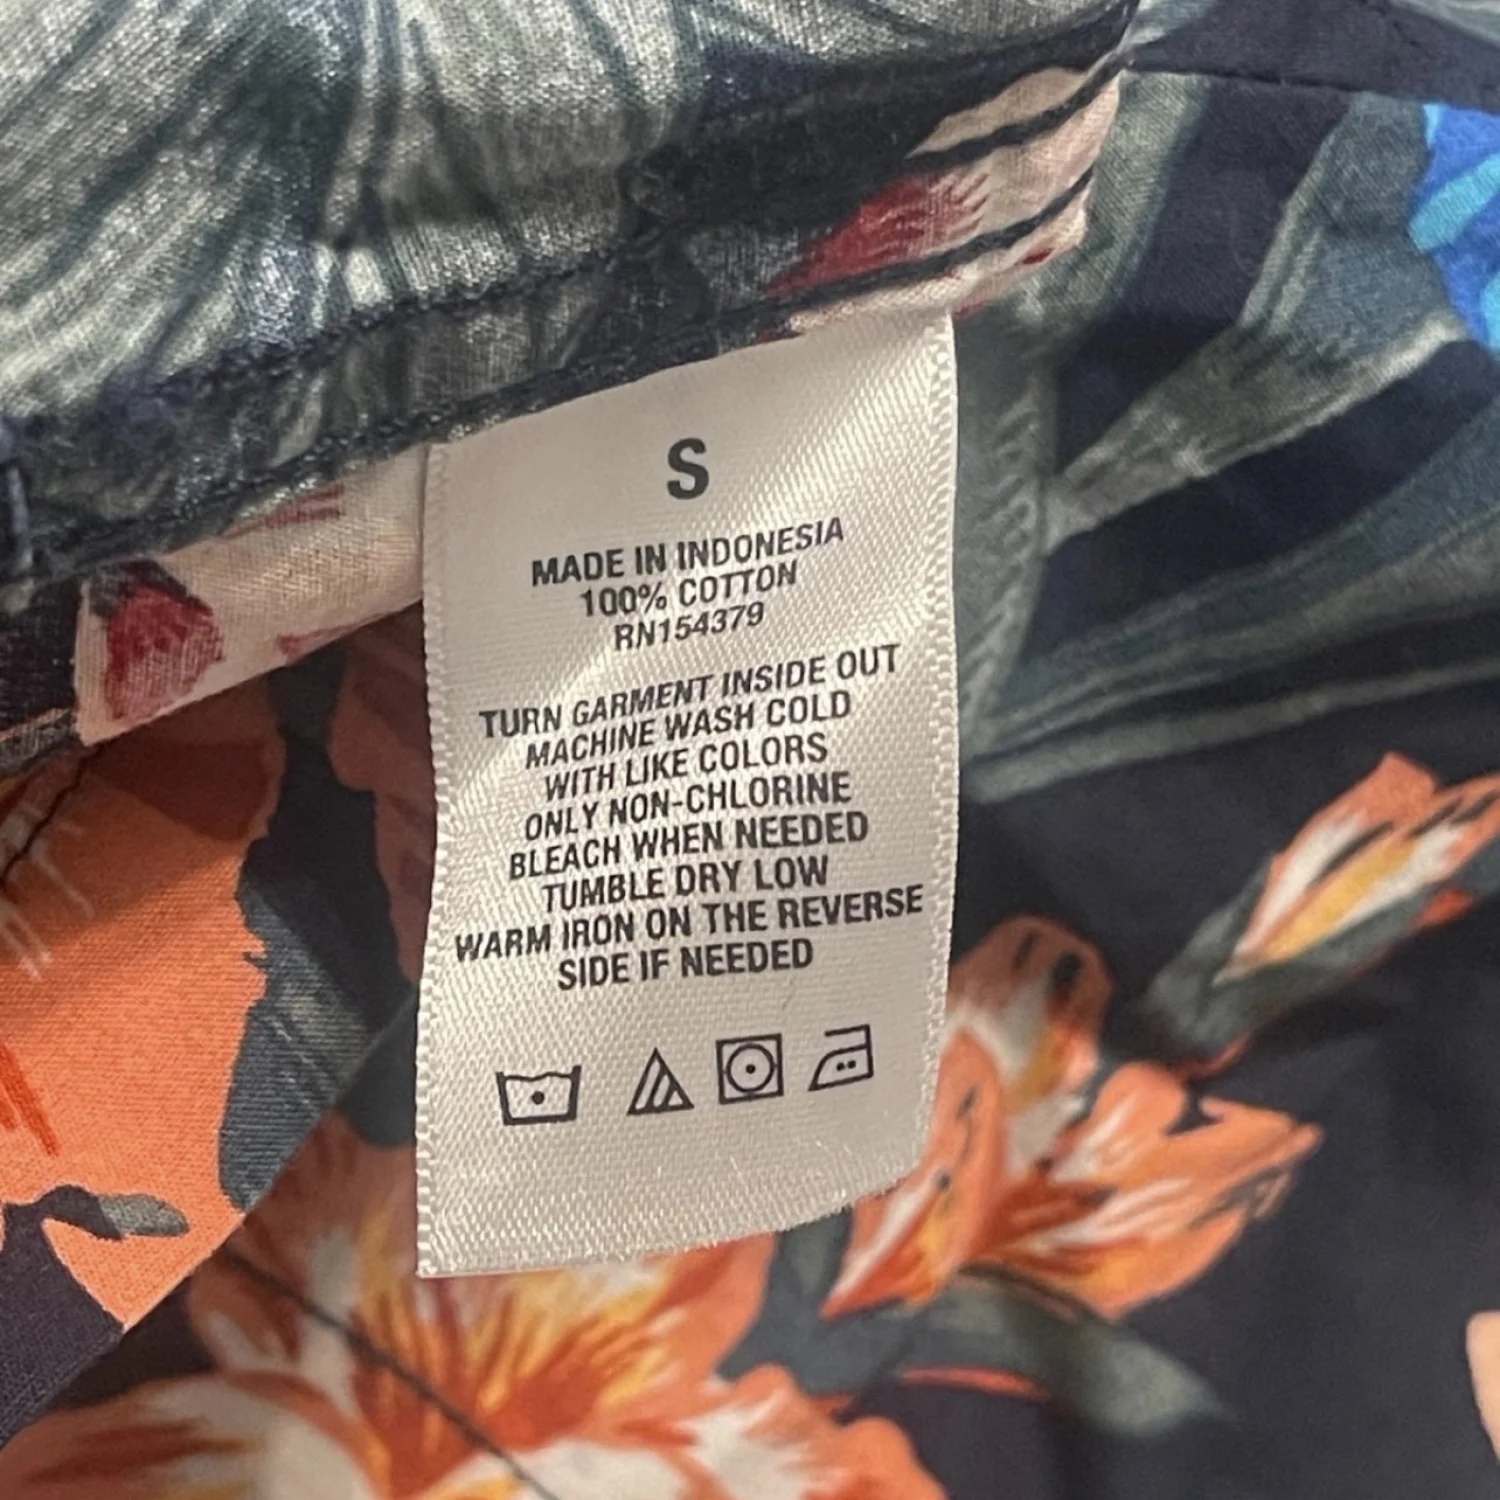 S
MADE IN INDONESIA
100% COTTON
RN154379
TURN GARMENT INSIDE OUT
MACHINE WASH COLD
WITH LIKE COLORS
ONLY NON-CHLORINE
BLEACH WHEN NEEDED
TUMBLE DRY LOW
WARM IRON ON THE REVERSE
SIDE IF NEEDED